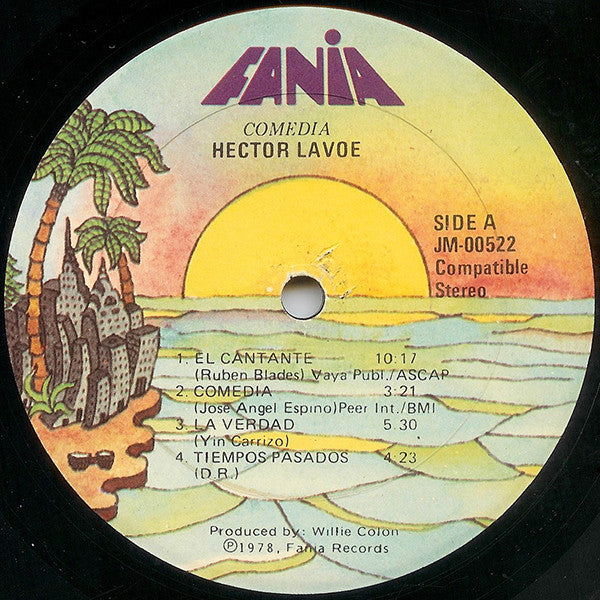 FANIA
COMEDIA
HECTOR LAVOE
SIDE A
JM-00522
Compatible
Stereo
1. EL CANTANTE 10:17
(Ruben Blades) Vaya Publ./ASCAP
2. COMEDIA 3:21
(Jose Angel Espino) Peer Int./BMI
3. LA VERDAD 5.30
(Yin Carrizo)
4. TIEMPOS PASADOS 4:23
(D.R.)
Produced by: Willie Colon
℗1978, Fania Records